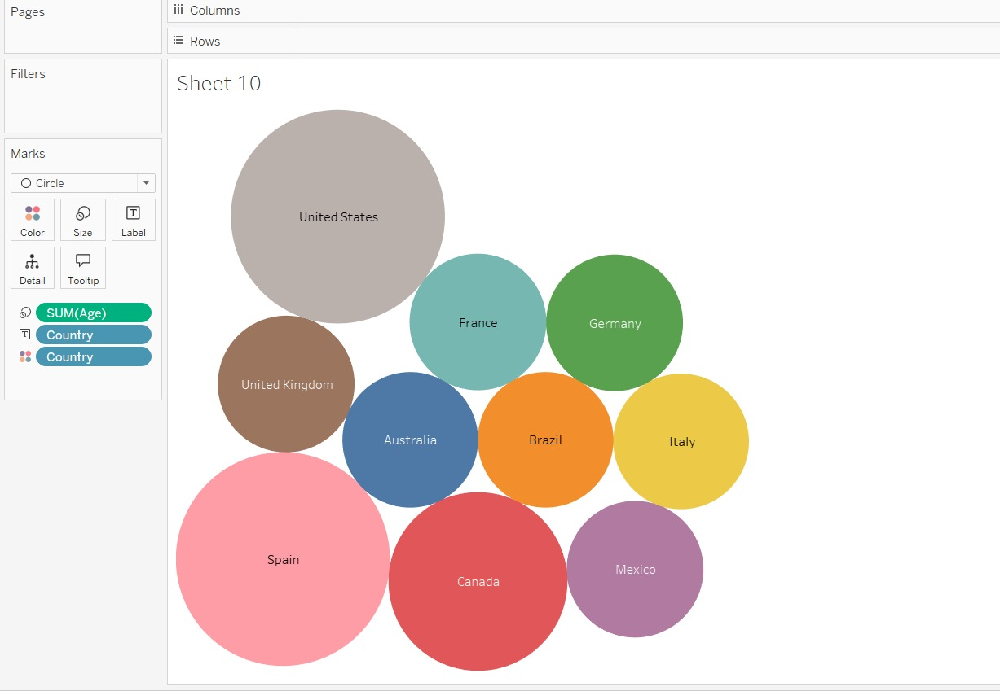 Pages
Columns
Rows
Filters
Sheet 10
Marks
Circle
Color
Size
Label
Detail
Tooltip
SUM(Age)
Country
Country
United States
France
Germany
United Kingdom
Australia
Brazil
Italy
Spain
Canada
Mexico